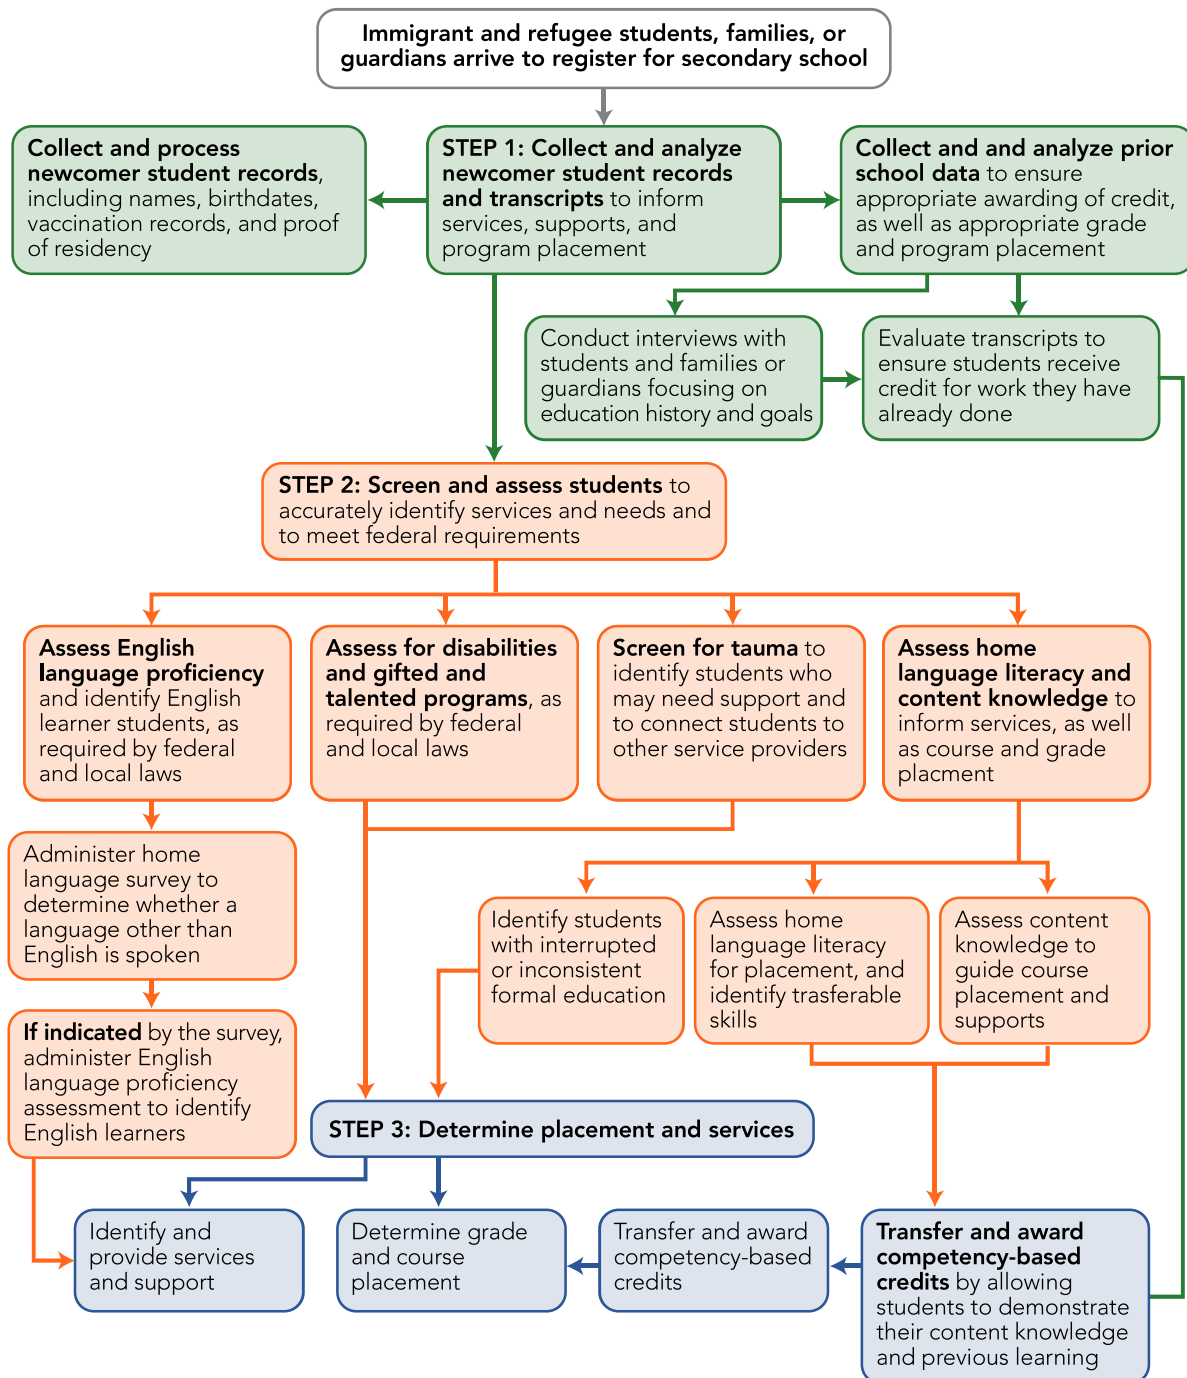 Immigrant and refugee students, families, or
guardians arrive to register for secondary school
Collect and process
newcomer student records,
including names, birthdates,
vaccination records, and proof
of residency
STEP 1: Collect and analyze
newcomer student records
and transcripts to inform
services, supports, and
program placement
Collect and and analyze prior
school data to ensure
appropriate awarding of credit,
as well as appropriate grade
and program placement
Conduct interviews with
students and families or
guardians focusing on
education history and goals
Evaluate transcripts to
ensure students receive
credit for work they have
already done
STEP 2: Screen and assess students to
accurately identify services and needs and
to meet federal requirements
Assess English
language proficiency
and identify English
learner students, as
required by federal
and local laws
Assess for disabilities
and gifted and
talented programs, as
required by federal
and local laws
Screen for tauma to
identify students who
may need support and
to connect students to
other service providers
Assess home
language literacy and
content knowledge to
inform services, as well
as course and grade
placment
Administer home
language survey to
determine whether a
language other than
English is spoken
Identify students
with interrupted
or inconsistent
formal education
Assess home
language literacy
for placement, and
identify trasferable
skills
Assess content
knowledge to
guide course
placement and
supports
If indicated by the survey,
administer English
language proficiency
assessment to identify
English learners
STEP 3: Determine placement and services
Identify and
provide services
and support
Determine grade
and course
placement
Transfer and award
competency-based
credits
Transfer and award
competency-based
credits by allowing
students to demonstrate
their content knowledge
and previous learning